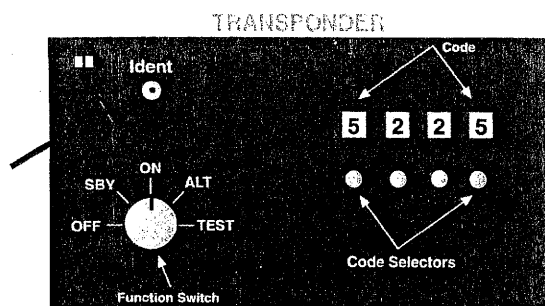 TRANSPONDER
Code
Ident
5 2 2 5
ON
SBY ALT
OFF TEST
Code Selectors
Function Switch